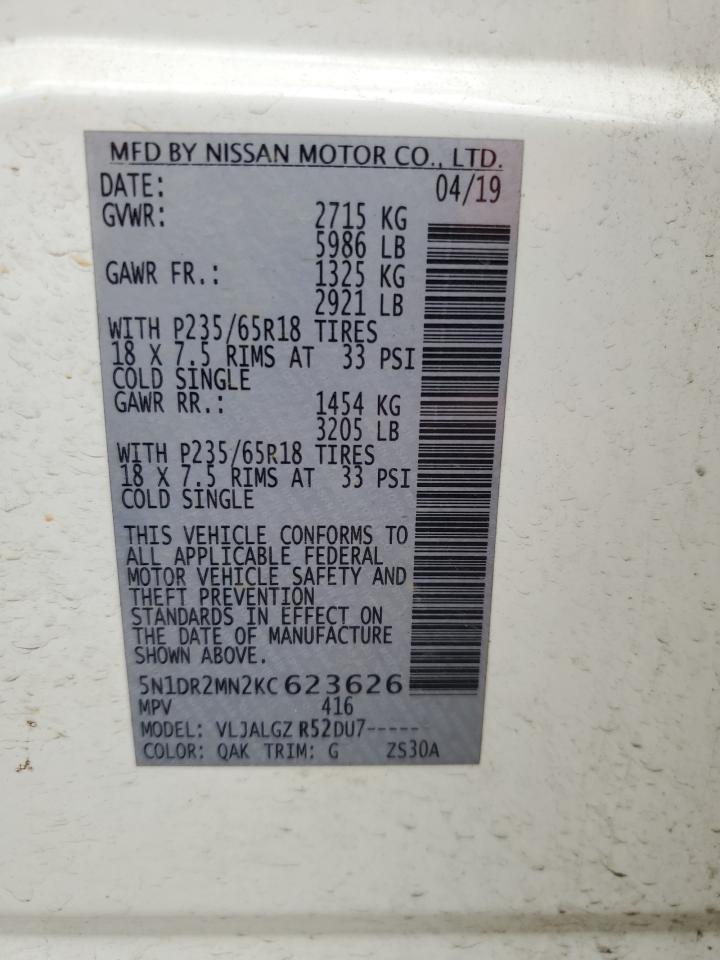 MFD BY NISSAN MOTOR CO., LTD.
DATE: 04/19
GVWR: 2715 KG
5986 LB
GAWR FR.: 1325 KG
2921 LB
WITH P235/65R18 TIRES
18 X 7.5 RIMS AT 33 PSI
COLD SINGLE
GAWR RR.: 1454 KG
3205 LB
WITH P235/65R18 TIRES
18 X 7.5 RIMS AT 33 PSI
COLD SINGLE
THIS VEHICLE CONFORMS TO
ALL APPLICABLE FEDERAL
MOTOR VEHICLE SAFETY AND
THEFT PREVENTION
STANDARDS IN EFFECT ON
THE DATE OF MANUFACTURE
SHOWN ABOVE.
5N1DR2MN2KC623626
MPV 416
MODEL: VLJALGZ R52DU7------
COLOR: QAK TRIM: G ZS30A